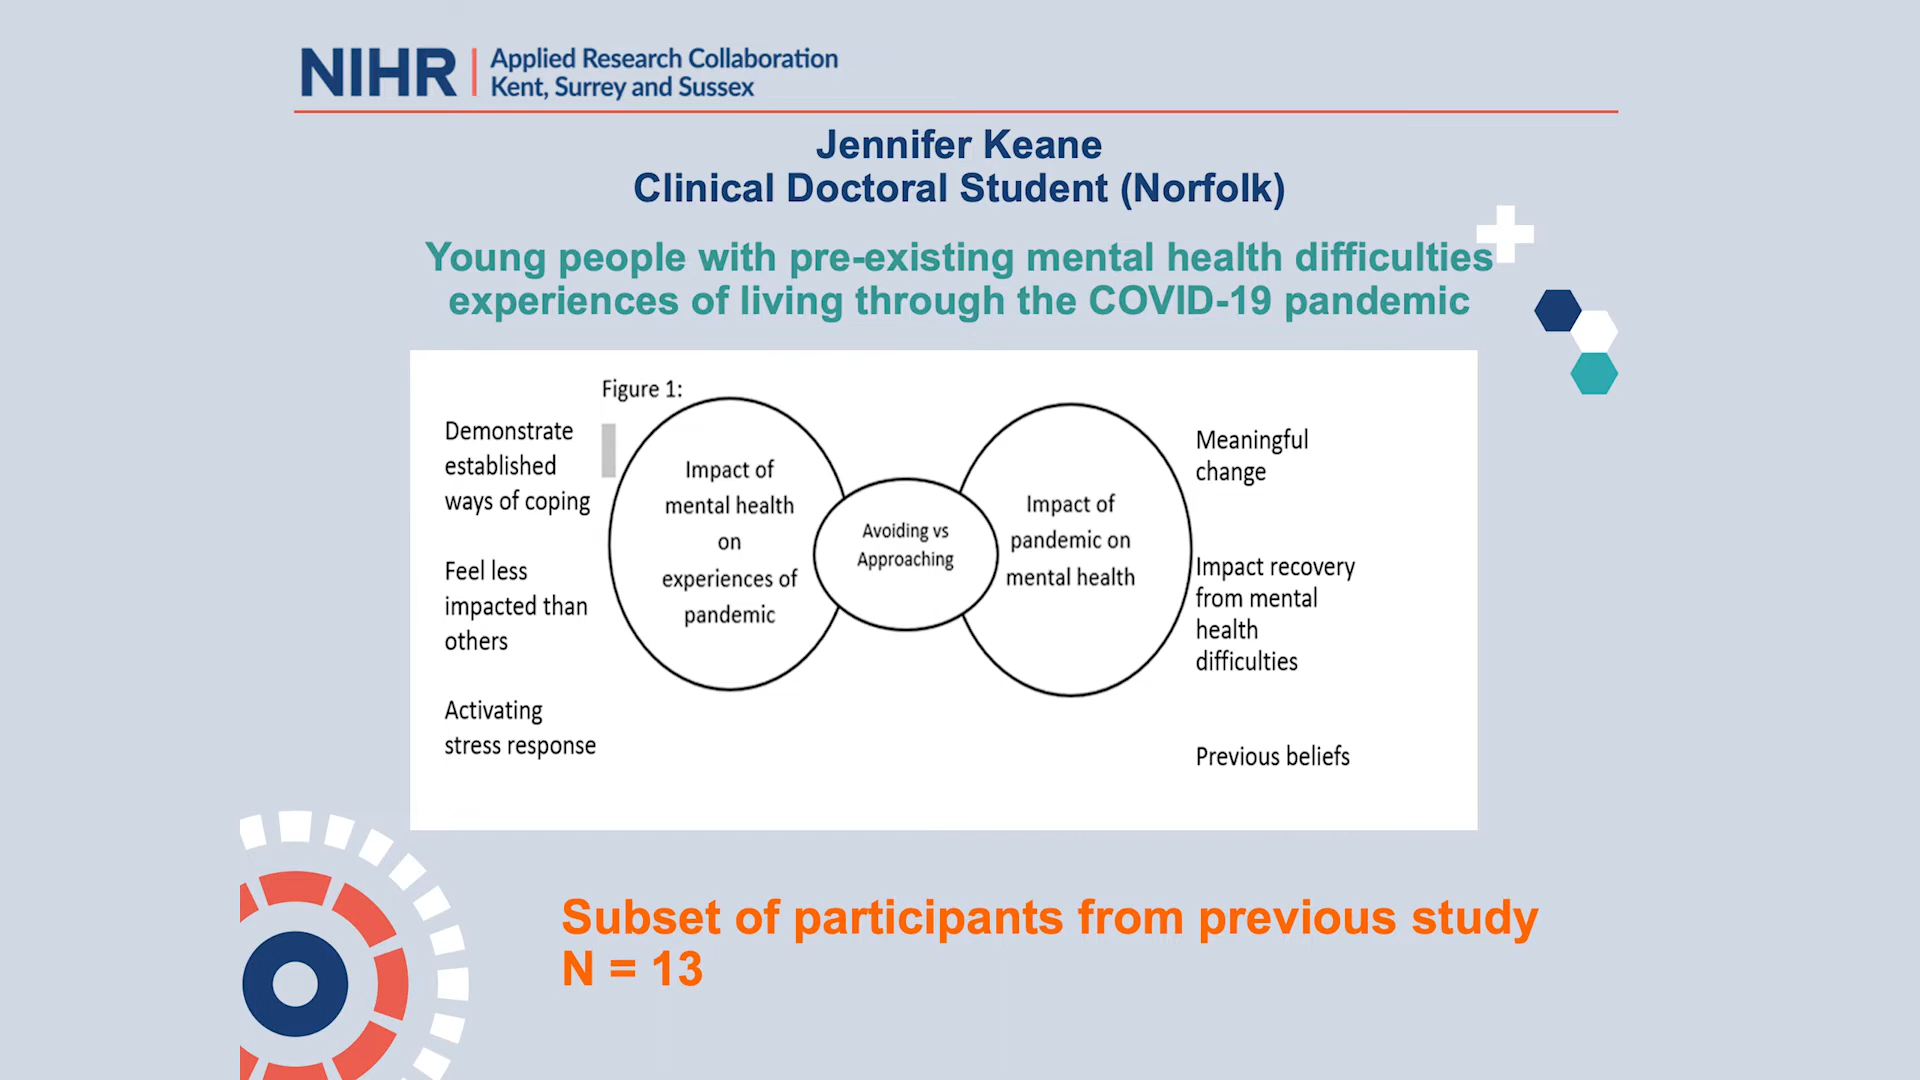 NIHR
Applied Research Collaboration
Kent, Surrey and Sussex
Jennifer Keane
Clinical Doctoral Student (Norfolk)
Young people with pre-existing mental health difficulties
experiences of living through the COVID-19 pandemic
Figure 1:
Demonstrate
established
ways of coping
Feel less
impacted than
others
Activating
stress response
Impact of
mental health
on
experiences of
pandemic
Avoiding vs
Approaching
Impact of
pandemic on
mental health
Meaningful
change
Impact recovery
from mental
health
difficulties
Previous beliefs
Subset of participants from previous study
N = 13